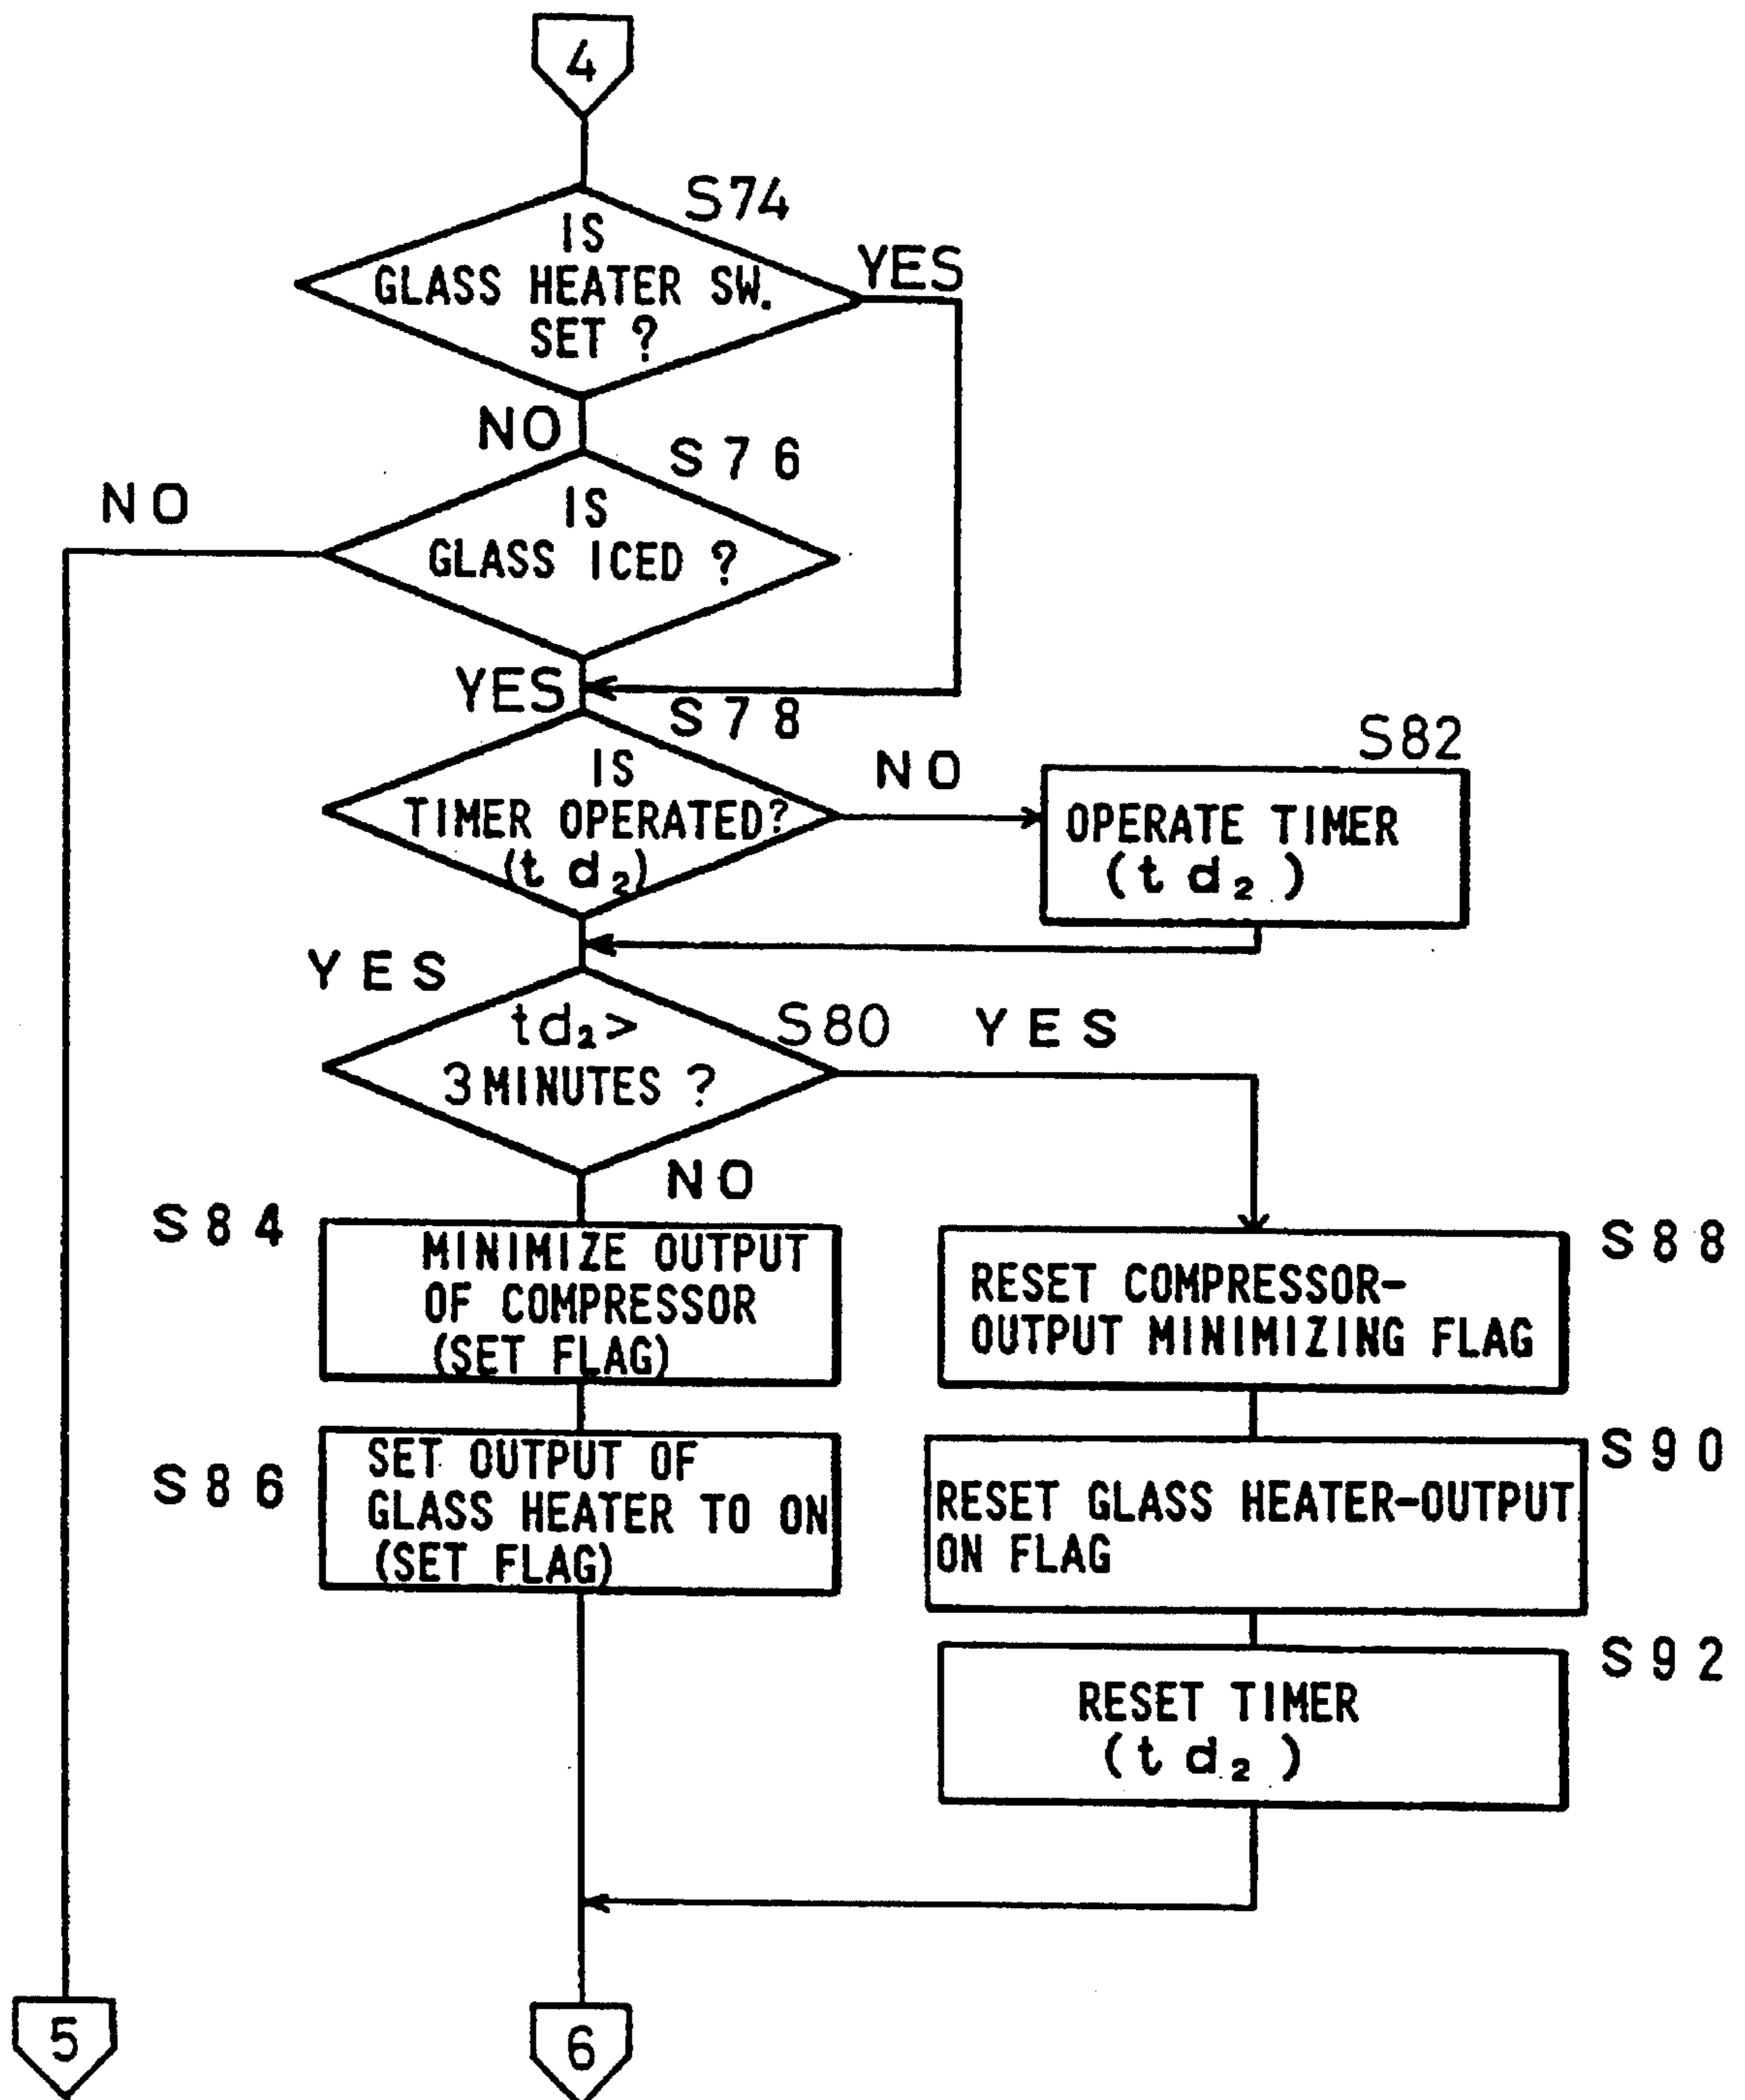 4
S74
IS
GLASS HEATER SW.
SET ?
YES
NO
S76
NO
IS
GLASS ICED ?
YES
S78
IS
TIMER OPERATED?
(td₂)
NO
S82
OPERATE TIMER
(td₂)
YES
S80
td₂>
3 MINUTES ?
YES
NO
S84
MINIMIZE OUTPUT
OF COMPRESSOR
(SET FLAG)
S88
RESET COMPRESSOR-
OUTPUT MINIMIZING FLAG
S86
SET OUTPUT OF
GLASS HEATER TO ON
(SET FLAG)
S90
RESET GLASS HEATER-OUTPUT
ON FLAG
S92
RESET TIMER
(td₂)
5
6